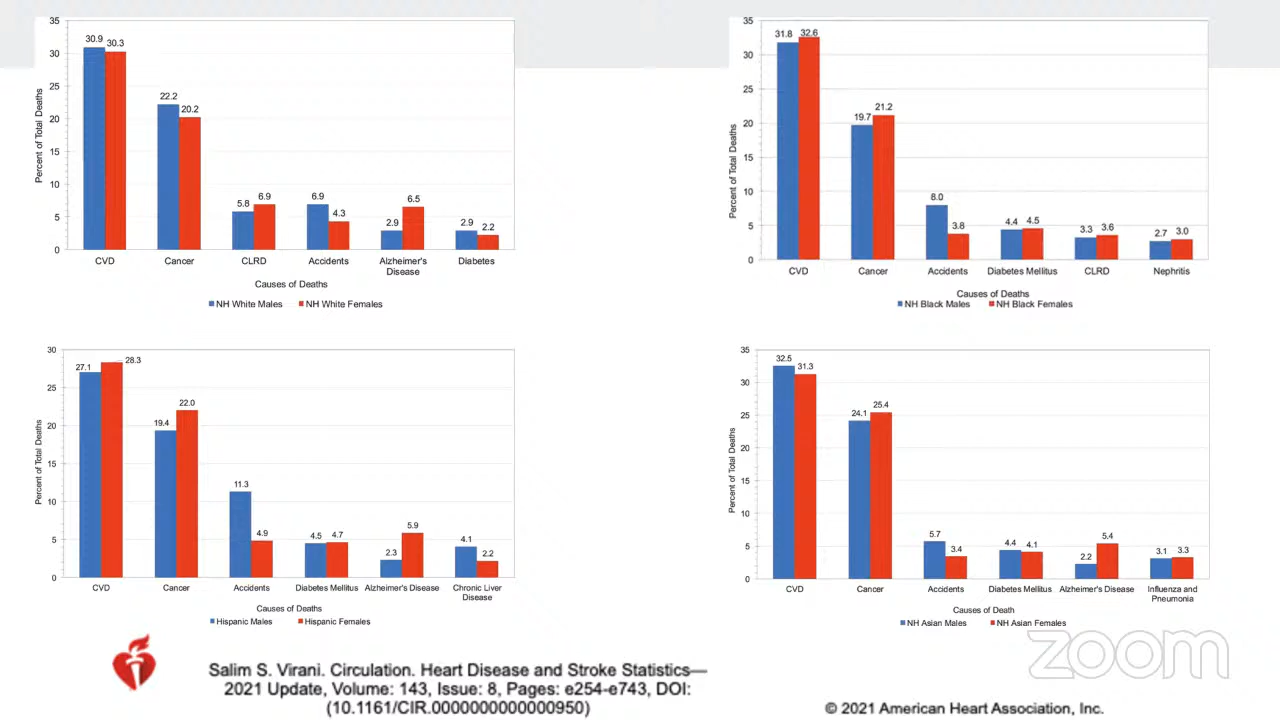 35
30
25
20
15
10
5
0
Percent of Total Deaths
30.9 30.3
22.2 20.2
5.8 6.9
6.9 4.3
2.9 6.5
2.9 2.2
CVD Cancer CLRD Accidents Alzheimer's Disease Diabetes
Causes of Deaths
NH White Males NH White Females
35
30
25
20
15
10
5
0
Percent of Total Deaths
31.8 32.6
19.7 21.2
8.0 3.8
4.4 4.5
3.3 3.6
2.7 3.0
CVD Cancer Accidents Diabetes Mellitus CLRD Nephritis
Causes of Deaths
NH Black Males NH Black Females
30
25
20
15
10
5
0
Percent of Total Deaths
27.1 28.3
19.4 22.0
11.3 4.9
4.5 4.7
2.3 5.9
4.1 2.2
CVD Cancer Accidents Diabetes Mellitus Alzheimer's Disease Chronic Liver Disease
Causes of Deaths
Hispanic Males Hispanic Females
35
30
25
20
15
10
5
0
Percent of Total Deaths
32.5 31.3
24.1 25.4
5.7 3.4
4.4 4.1
2.2 5.4
3.1 3.3
CVD Cancer Accidents Diabetes Mellitus Alzheimer's Disease Influenza and Pneumonia
Causes of Death
NH Asian Males NH Asian Females
zoom
Salim S. Virani. Circulation. Heart Disease and Stroke Statistics—
2021 Update, Volume: 143, Issue: 8, Pages: e254-e743, DOI:
(10.1161/CIR.0000000000000950)
© 2021 American Heart Association, Inc.